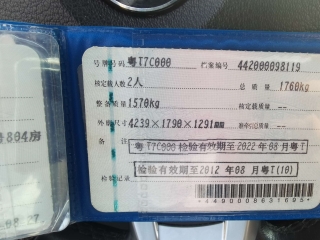 号牌号码 粤T7C000 档案编号 442000098119
核定载人数 2人 总质量 1760kg
整备质量 1570kg 核定载质量 --
外廓尺寸 4239×1790×1291mm 准牵引总质量 --
备注 粤T7C000 检验有效期至2022年08月粤T
检验有效期至2012年08月粤T(10)
检验记录
*4490008631695*
804房
08 27